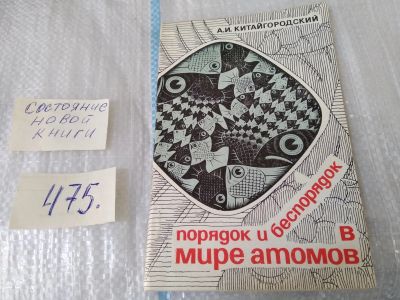 А.И. КИТАЙГОРОДСКИЙ
порядок и беспорядок
в
мире атомов
Состояние
новой
книги
475.